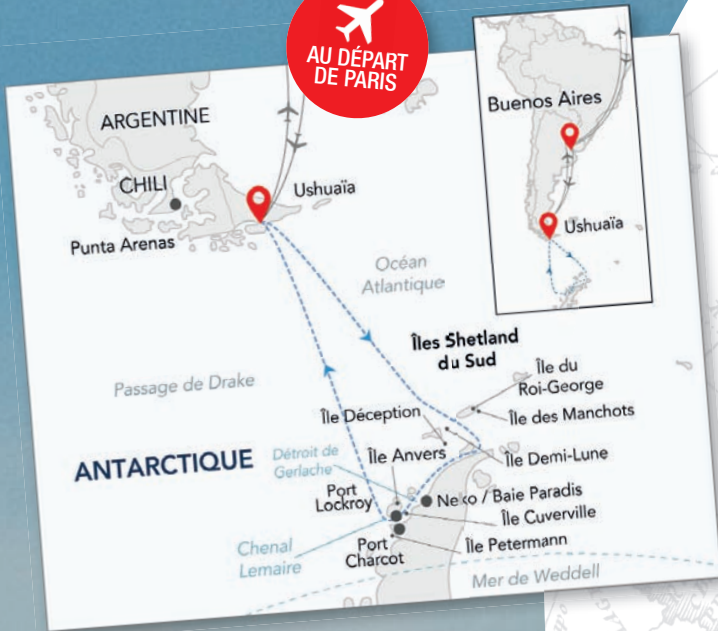 AU DÉPART
DE PARIS
ARGENTINE
CHILI
Ushuaïa
Punta Arenas
Océan
Atlantique
Îles Shetland
du Sud
Passage de Drake
Île du
Roi-George
Île Déception
Île des Manchots
ANTARCTIQUE
Détroit de
Gerlache
Île Anvers
Île Demi-Lune
Port
Lockroy
Neko / Baie Paradis
Île Cuverville
Chenal
Lemaire
Port
Charcot
Île Petermann
Mer de Weddell
Buenos Aires
Ushuaïa